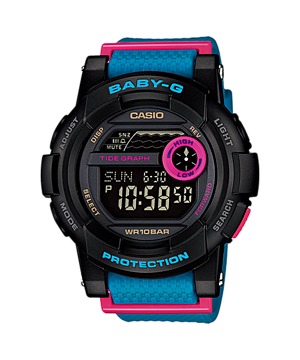 BABY-G
CASIO
ADJUST
LIGHT
DISP
REV
SNZ
MUTE
HIGH
TIDE GRAPH
LOW
SUN 6-30
P 10:58 50
FORWARD
SELECT
MODE
SEARCH
WR10BAR
PROTECTION